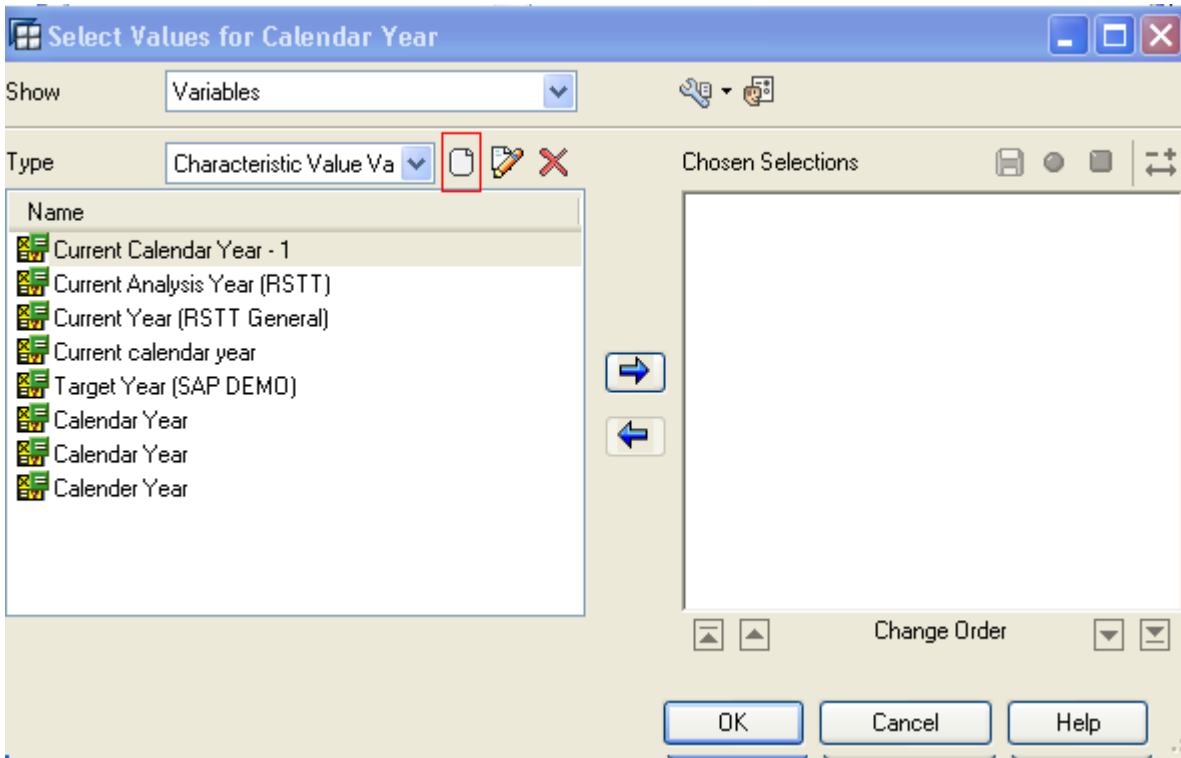 Select Values for Calendar Year
Show Variables
Type Characteristic Value Va
Chosen Selections
Name
Current Calendar Year - 1
Current Analysis Year (RSTT)
Current Year (RSTT General)
Current calendar year
Target Year (SAP DEMO)
Calendar Year
Calendar Year
Calender Year
Change Order
OK Cancel Help